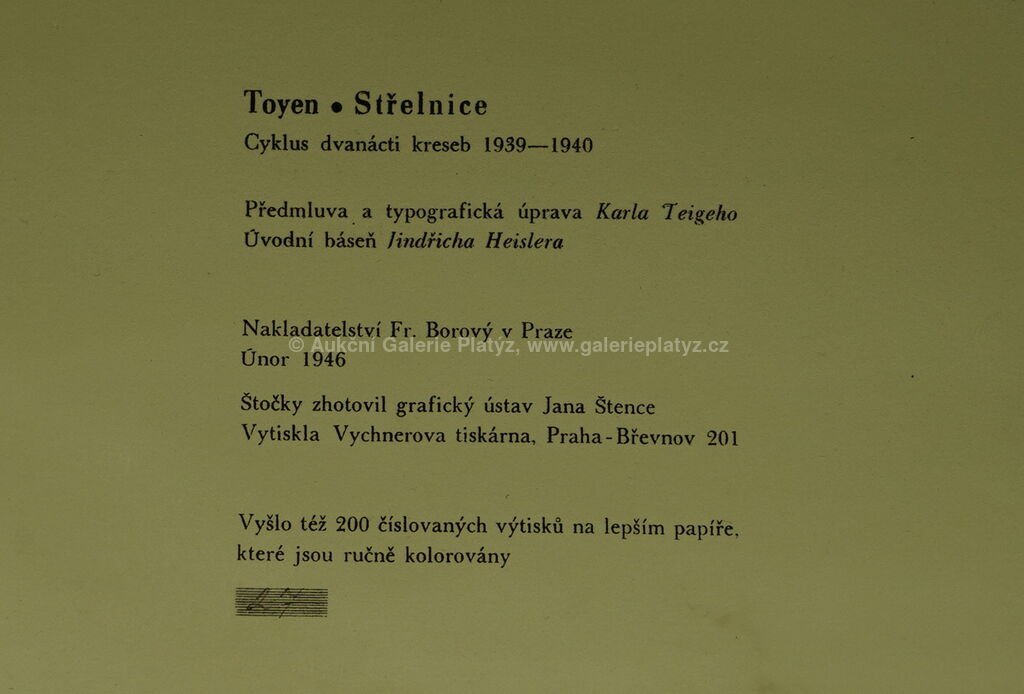 Toyen • Střelnice
Cyklus dvanácti kreseb 1939—1940
Předmluva a typografická úprava Karla Teigeho
Úvodní báseň Jindřicha Heislera
Nakladatelství Fr. Borový v Praze
© Aukční Galerie Platýz, www.galerieplatyz.cz
Únor 1946
Štočky zhotovil grafický ústav Jana Štence
Vytiskla Vychnerova tiskárna, Praha-Břevnov 201
Vyšlo též 200 číslovaných výtisků na lepším papíře,
které jsou ručně kolorovány